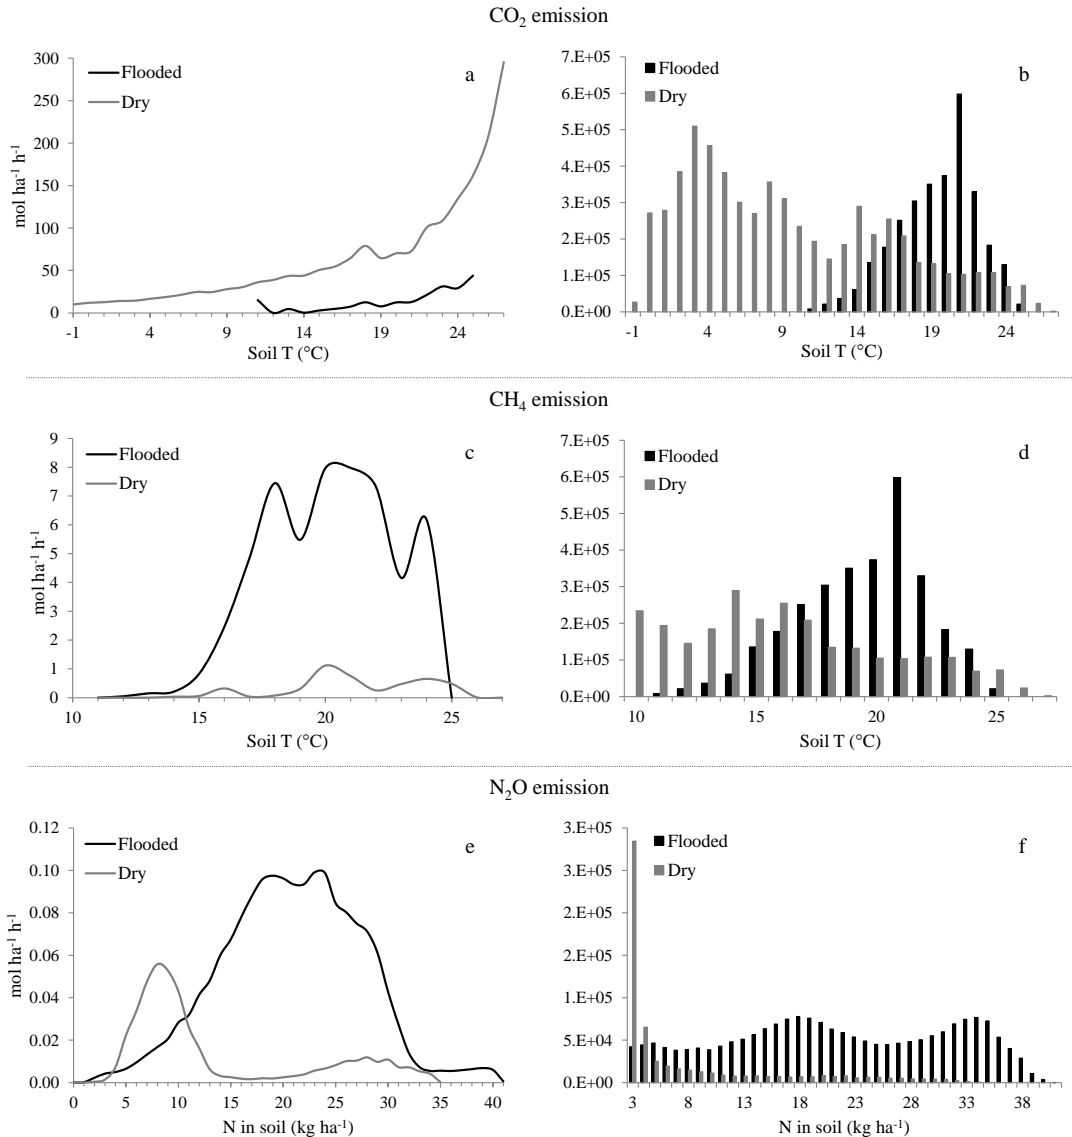 CO₂ emission
a
Flooded
Dry
300
250
200
150
100
50
0
mol ha⁻¹ h⁻¹
-1 4 9 14 19 24
Soil T (°C)
b
Flooded
Dry
7.E+05
6.E+05
5.E+05
4.E+05
3.E+05
2.E+05
1.E+05
0.E+00
-1 4 9 14 19 24
Soil T (°C)
CH₄ emission
c
Flooded
Dry
9
8
7
6
5
4
3
2
1
0
mol ha⁻¹ h⁻¹
10 15 20 25
Soil T (°C)
d
Flooded
Dry
7.E+05
6.E+05
5.E+05
4.E+05
3.E+05
2.E+05
1.E+05
0.E+00
10 15 20 25
Soil T (°C)
N₂O emission
e
Flooded
Dry
0.12
0.10
0.08
0.06
0.04
0.02
0.00
mol ha⁻¹ h⁻¹
0 5 10 15 20 25 30 35 40
N in soil (kg ha⁻¹)
f
Flooded
Dry
3.E+05
3.E+05
2.E+05
2.E+05
1.E+05
5.E+04
0.E+00
3 8 13 18 23 28 33 38
N in soil (kg ha⁻¹)